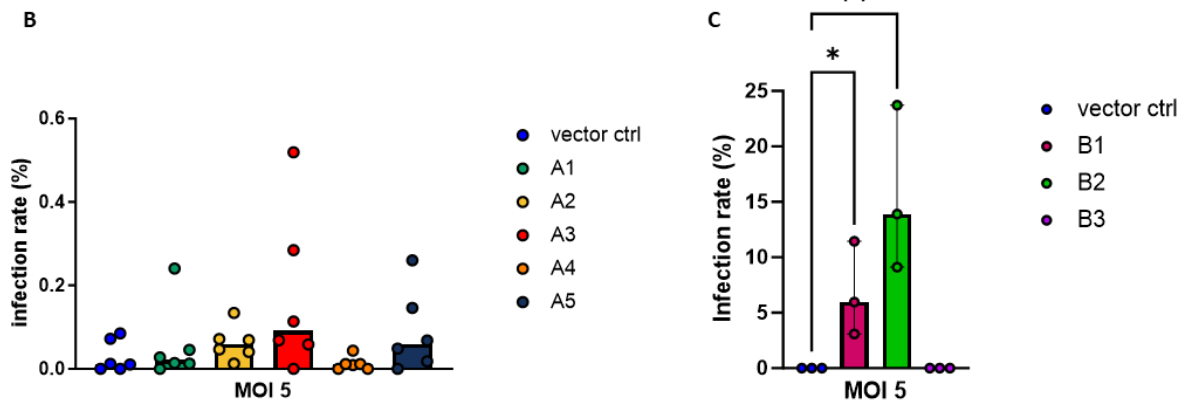 B
infection rate (%)
0.6
0.4
0.2
0.0
MOI 5
vector ctrl
A1
A2
A3
A4
A5
C
*
Infection rate (%)
25
20
15
10
5
0
MOI 5
vector ctrl
B1
B2
B3